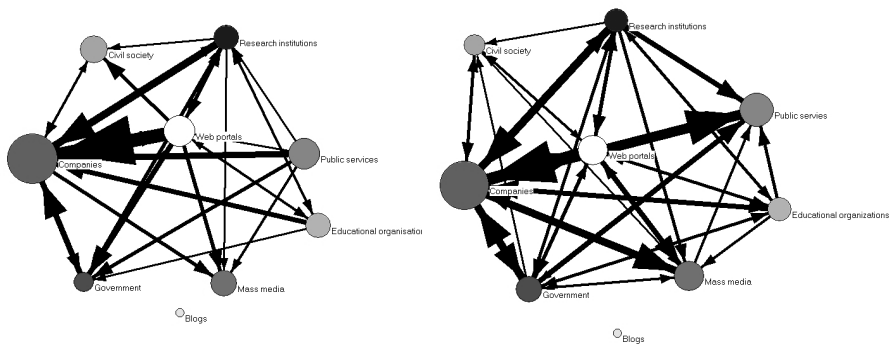 Research institutions
Civil society
Web portals
Companies
Public services
Educational organisation
Government
Mass media
Blogs
Research institutions
Civil society
Public servies
Web portals
Companies
Educational organizations
Mass media
Government
Blogs